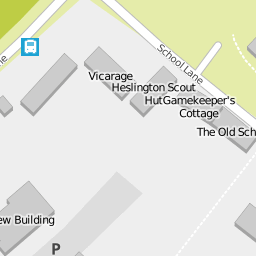 School Lane
Vicarage
Heslington Scout
Hut
Gamekeeper's
Cottage
The Old Sch
ew Building
P